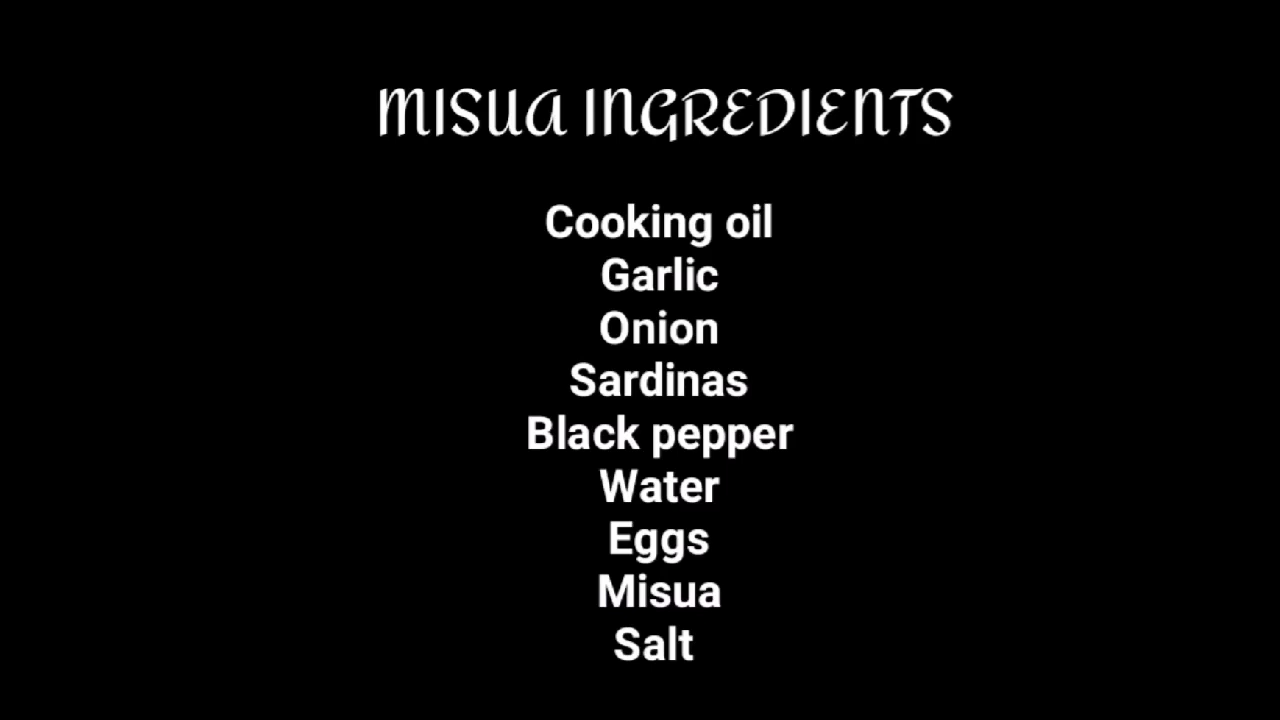 MISUA INGREDIENTS
Cooking oil
Garlic
Onion
Sardinas
Black pepper
Water
Eggs
Misua
Salt